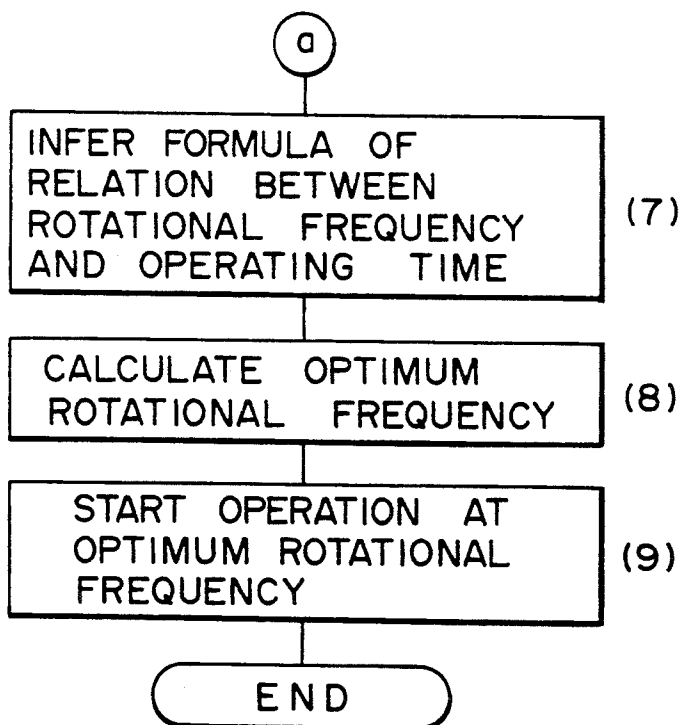 a
INFER FORMULA OF
RELATION BETWEEN
ROTATIONAL FREQUENCY
AND OPERATING TIME
(7)
CALCULATE OPTIMUM
ROTATIONAL FREQUENCY
(8)
START OPERATION AT
OPTIMUM ROTATIONAL
FREQUENCY
(9)
END